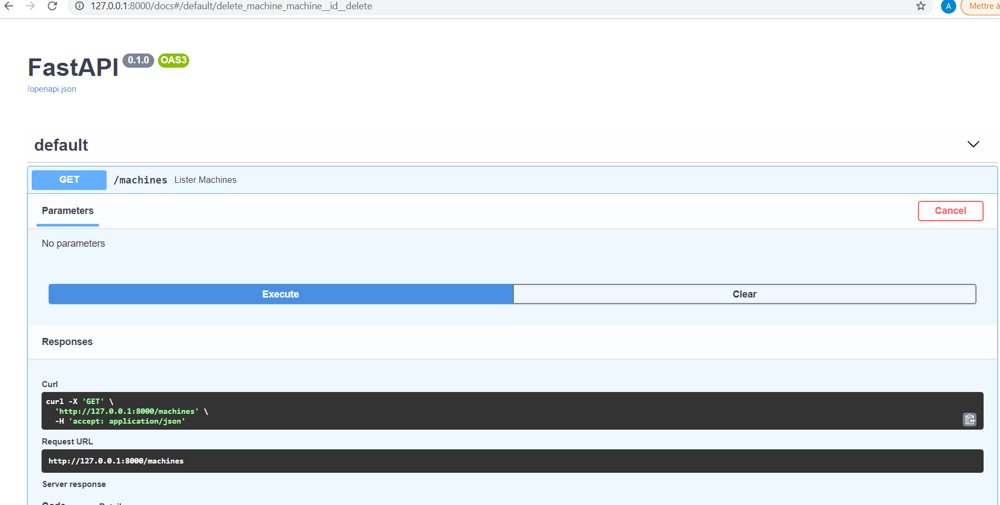 127.0.0.1:8000/docs#/default/delete_machine_machine__id__delete
A
Mettre à
FastAPI 0.1.0 OAS3
/openapi.json
default
GET /machines Lister Machines
Parameters
Cancel
No parameters
Execute
Clear
Responses
Curl
curl -X 'GET' \
'http://127.0.0.1:8000/machines' \
-H 'accept: application/json'
Request URL
http://127.0.0.1:8000/machines
Server response